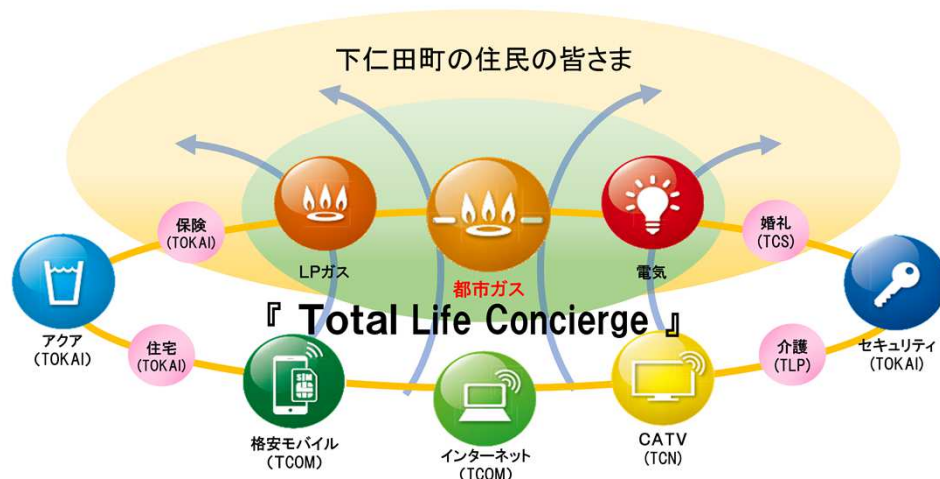 下仁田町の住民の皆さま
保険
(TOKAI)
LPガス
都市ガス
電気
婚礼
(TCS)
アクア
(TOKAI)
『 Total Life Concierge 』
セキュリティ
(TOKAI)
住宅
(TOKAI)
SIM
格安モバイル
(TCOM)
インターネット
(TCOM)
CATV
(TCN)
介護
(TLP)